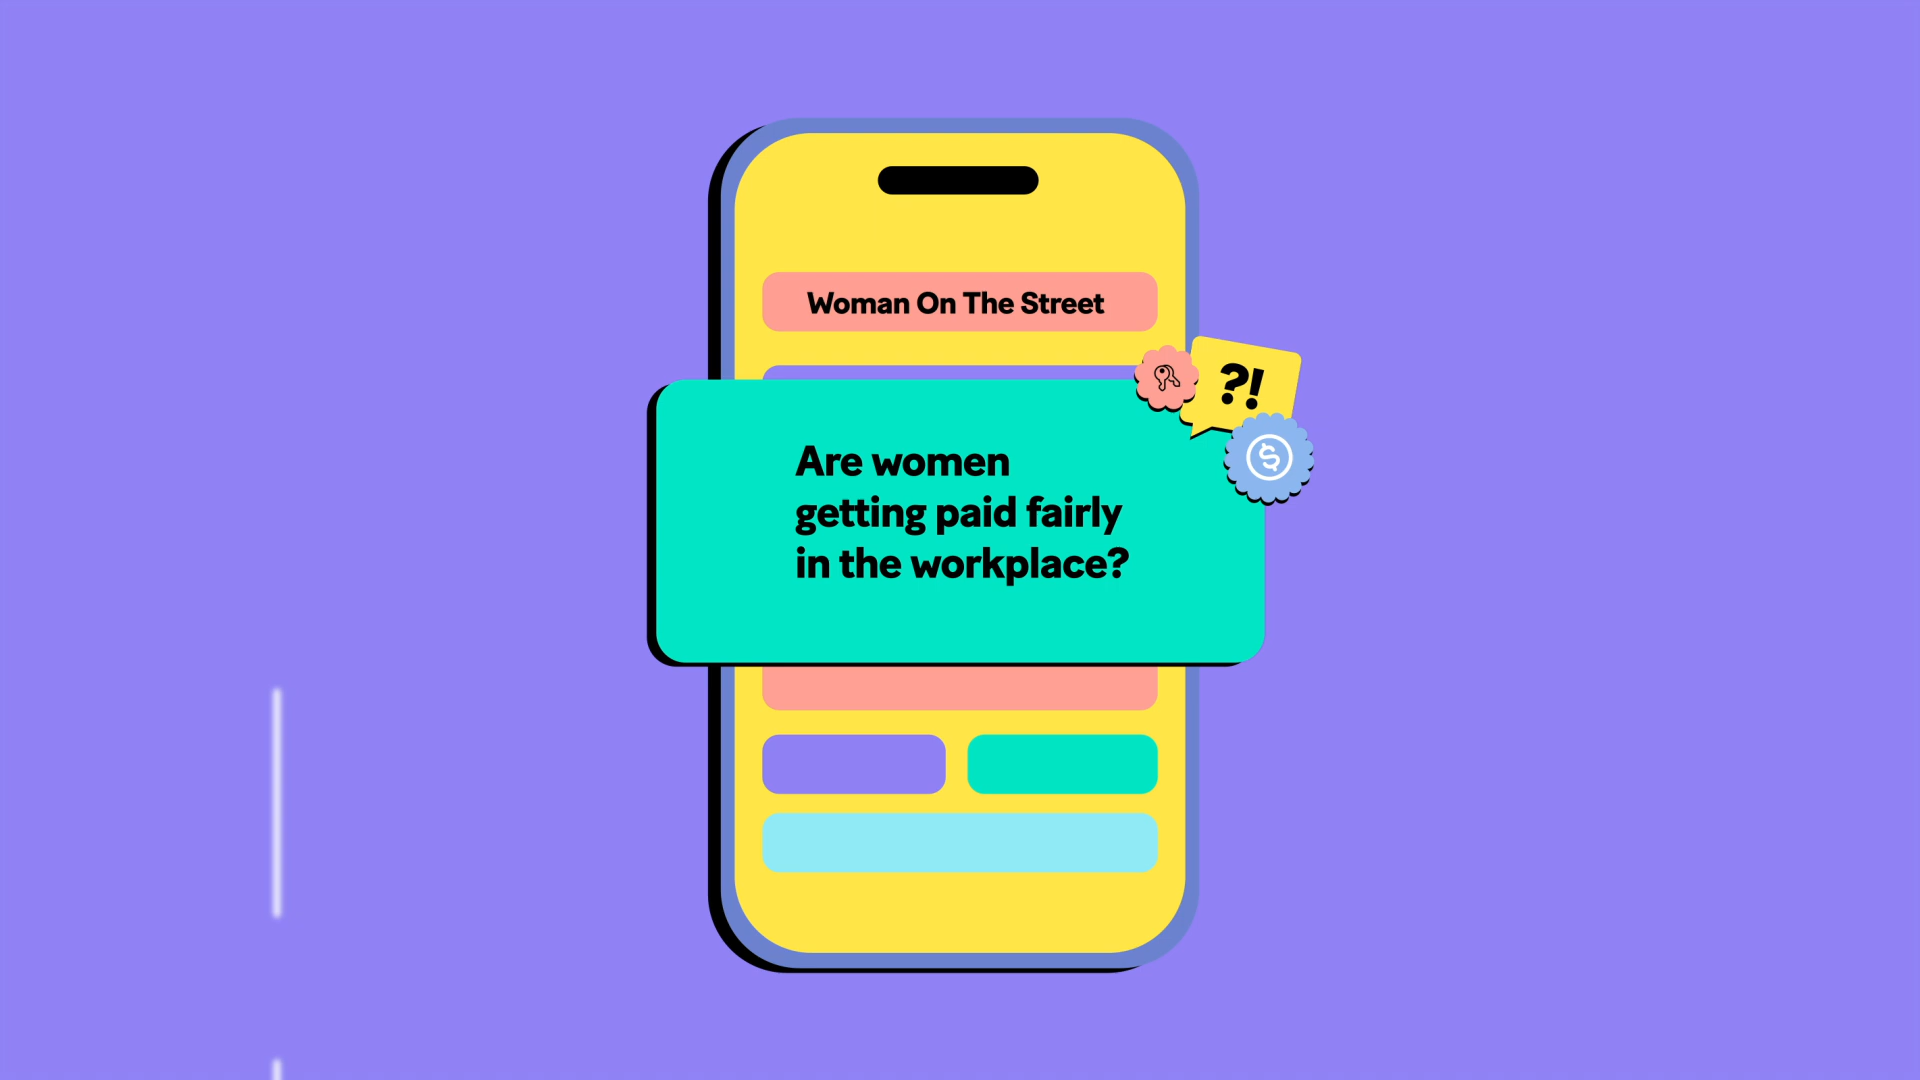 Woman On The Street
?!
Are women
getting paid fairly
in the workplace?
$